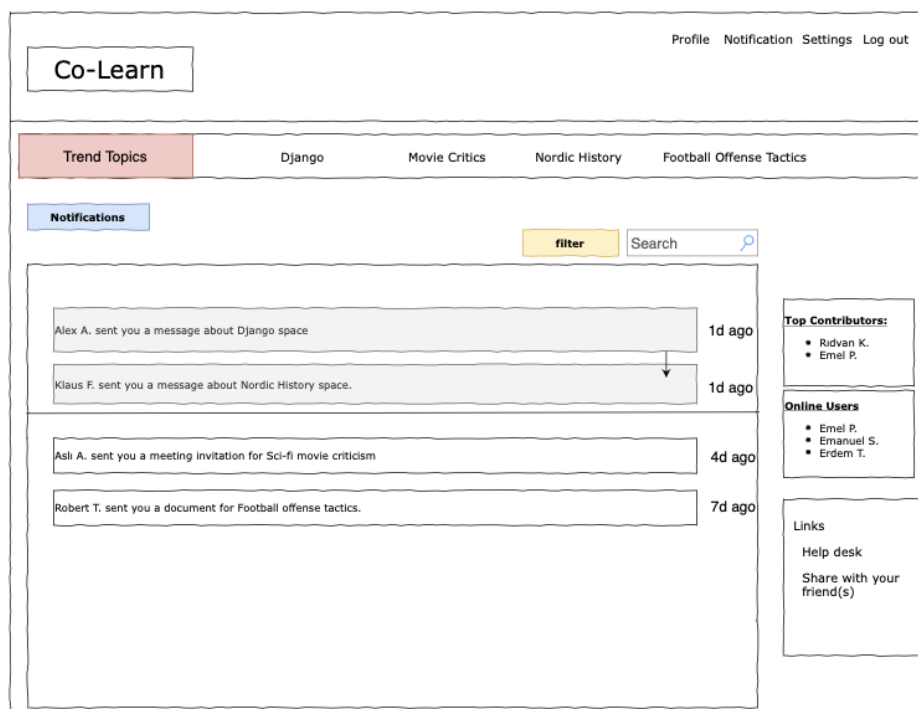 Profile Notification Settings Log out
Co-Learn
Trend Topics Django Movie Critics Nordic History Football Offense Tactics
Notifications
filter Search
Alex A. sent you a message about Django space 1d ago
Klaus F. sent you a message about Nordic History space. 1d ago
Aslı A. sent you a meeting invitation for Sci-fi movie criticism 4d ago
Robert T. sent you a document for Football offense tactics. 7d ago
Top Contributors:
Rıdvan K.
Emel P.
Online Users
Emel P.
Emanuel S.
Erdem T.
Links
Help desk
Share with your
friend(s)